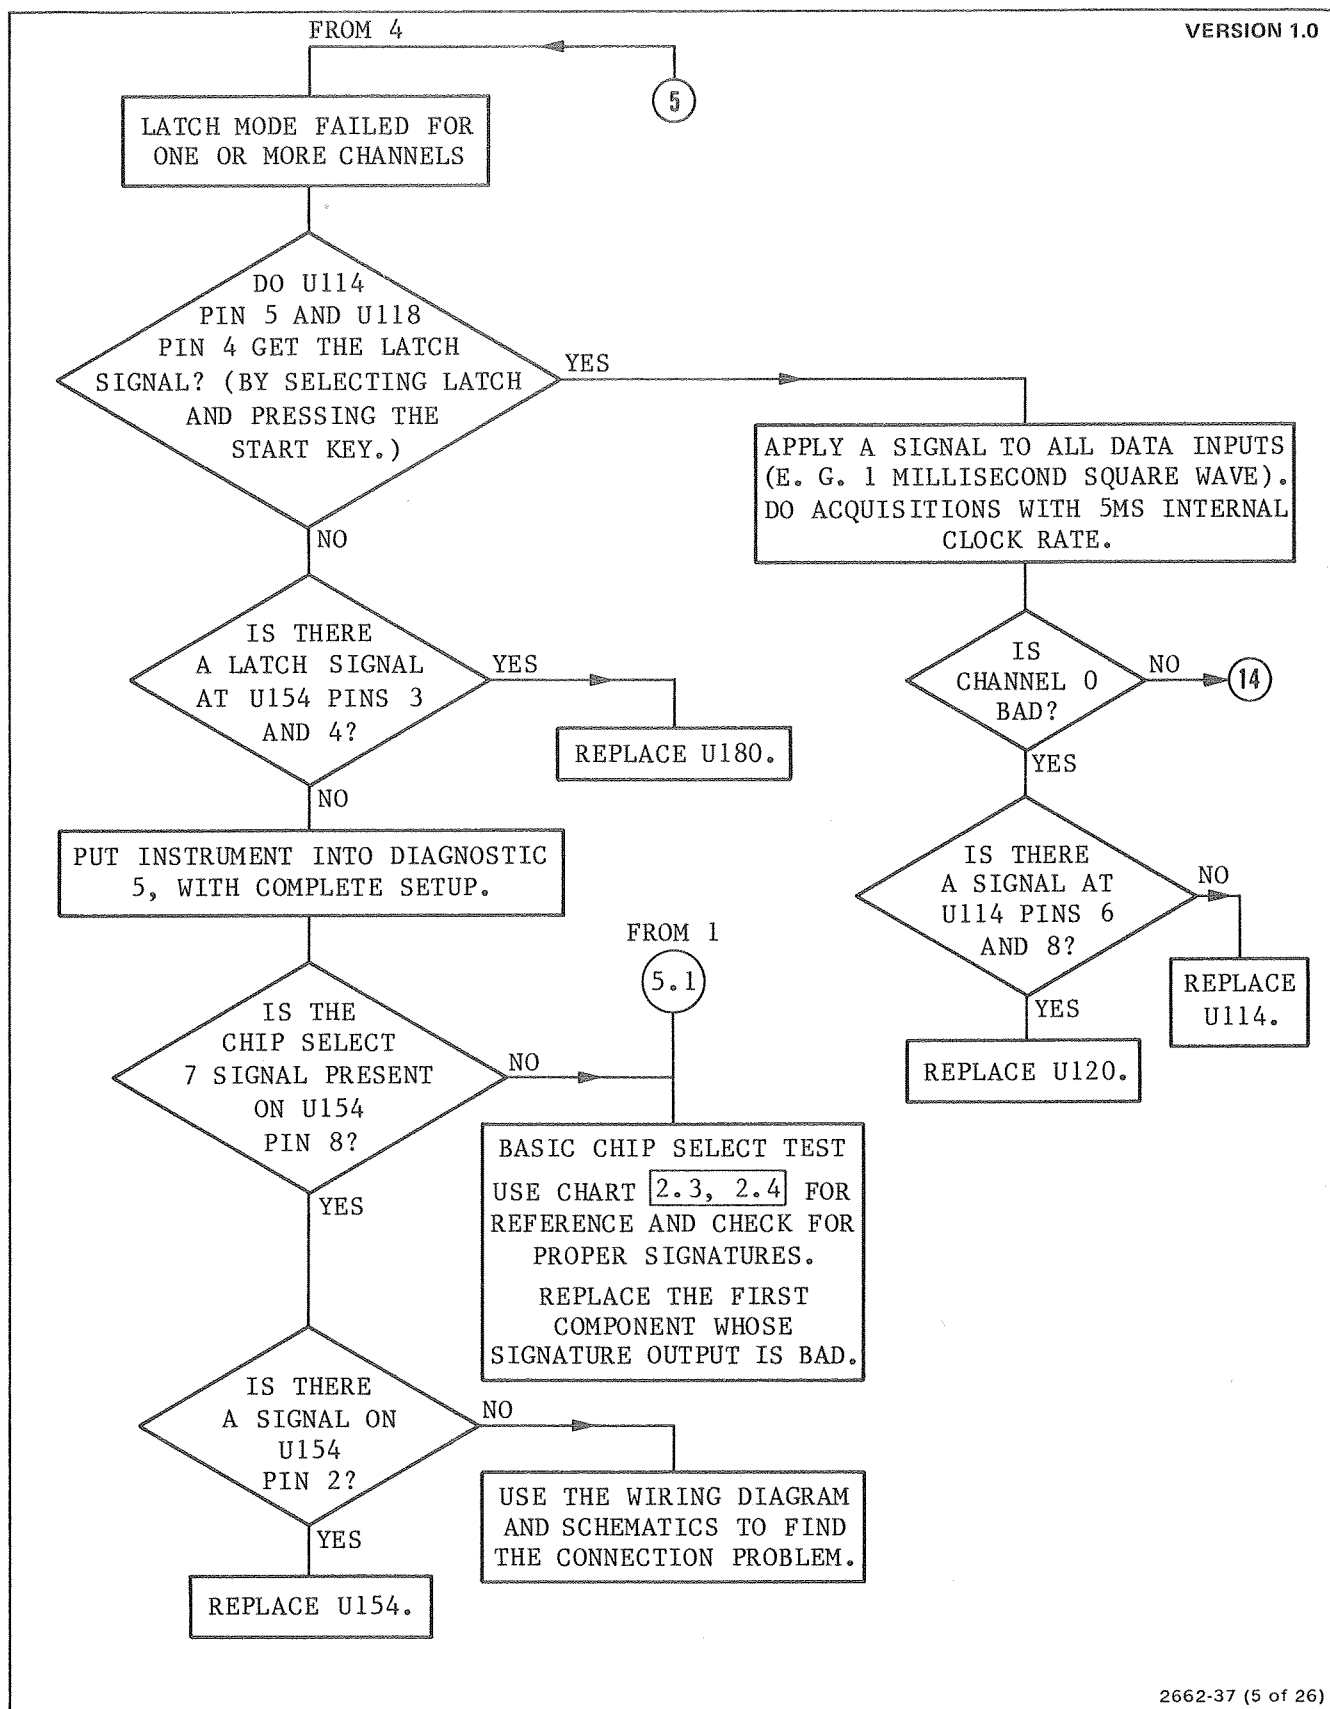 FROM 4
VERSION 1.0
5
LATCH MODE FAILED FOR
ONE OR MORE CHANNELS
DO U114
PIN 5 AND U118
PIN 4 GET THE LATCH
SIGNAL? (BY SELECTING LATCH
AND PRESSING THE
START KEY.)
YES
NO
APPLY A SIGNAL TO ALL DATA INPUTS
(E. G. 1 MILLISECOND SQUARE WAVE).
DO ACQUISITIONS WITH 5MS INTERNAL
CLOCK RATE.
IS THERE
A LATCH SIGNAL
AT U154 PINS 3
AND 4?
YES
REPLACE U180.
NO
IS
CHANNEL 0
BAD?
NO
14
YES
PUT INSTRUMENT INTO DIAGNOSTIC
5, WITH COMPLETE SETUP.
IS THERE
A SIGNAL AT
U114 PINS 6
AND 8?
NO
REPLACE
U114.
YES
REPLACE U120.
FROM 1
5.1
IS THE
CHIP SELECT
7 SIGNAL PRESENT
ON U154
PIN 8?
NO
YES
BASIC CHIP SELECT TEST
USE CHART 2.3, 2.4 FOR
REFERENCE AND CHECK FOR
PROPER SIGNATURES.
REPLACE THE FIRST
COMPONENT WHOSE
SIGNATURE OUTPUT IS BAD.
IS THERE
A SIGNAL ON
U154
PIN 2?
NO
USE THE WIRING DIAGRAM
AND SCHEMATICS TO FIND
THE CONNECTION PROBLEM.
YES
REPLACE U154.
2662-37 (5 of 26)